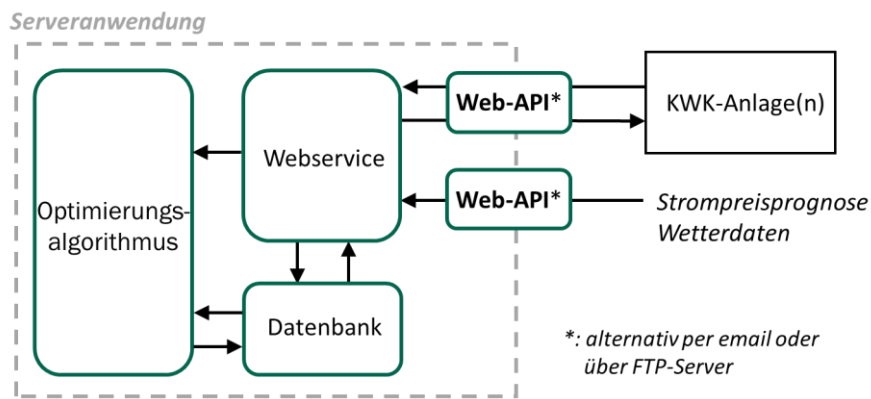 Serveranwendung
Optimierungs-
algorithmus
Webservice
Datenbank
Web-API*
Web-API*
KWK-Anlage(n)
Strompreisprognose
Wetterdaten
*: alternativ per email oder
über FTP-Server